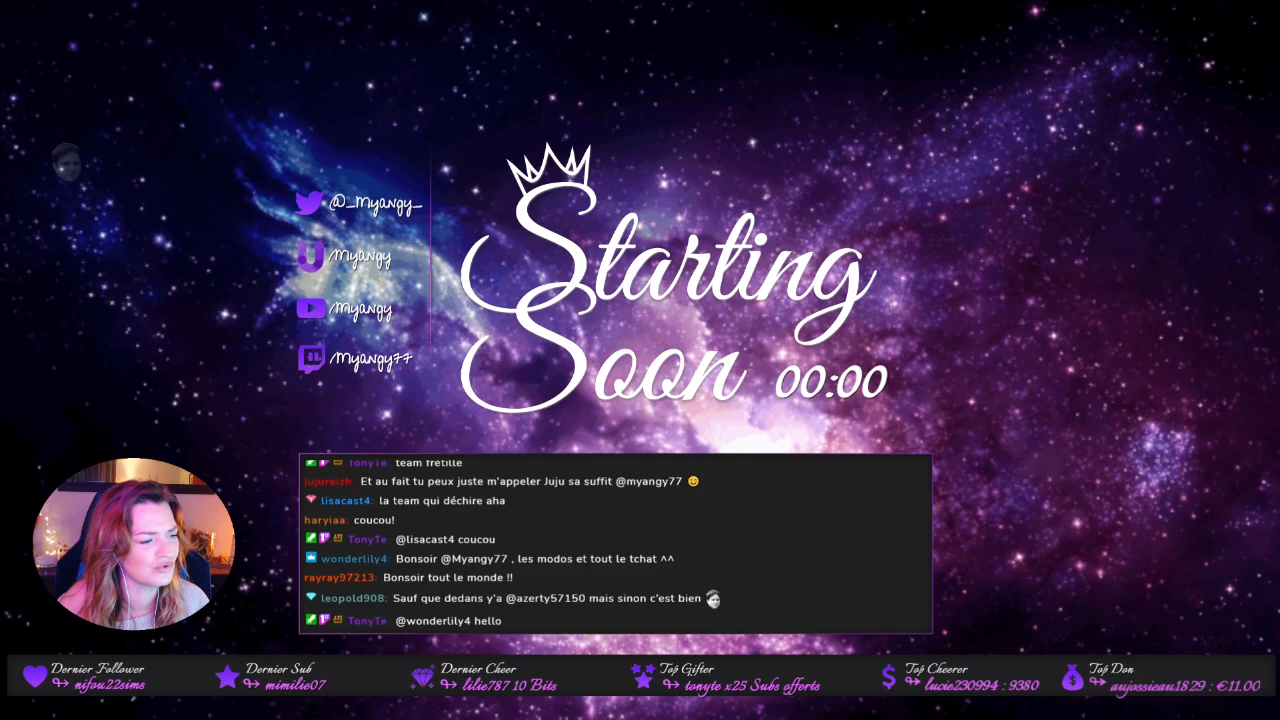 @_Myangy_
Myangy
Myangy
Myangy77
Starting
Soon 00:00
TonyTe: team fretille
jujureizh: Et au fait tu peux juste m'appeler Juju sa suffit @myangy77 😊
lisacast4: la team qui déchire aha
haryiaa: coucou!
TonyTe: @lisacast4 coucou
wonderlily4: Bonsoir @Myangy77 , les modos et tout le tchat ^^
rayray97213: Bonsoir tout le monde !!
leopold908: Sauf que dedans y'a @azerty57150 mais sinon c'est bien
TonyTe: @wonderlily4 hello
Dernier Follower
nifou22sims
Dernier Sub
mimilie07
Dernier Cheer
lilie787 10 Bits
Top Gifter
tonyte x25 Subs offerts
Top Cheerer
lucie230994 : 9380
Top Don
aujossieau1829 : €11.00